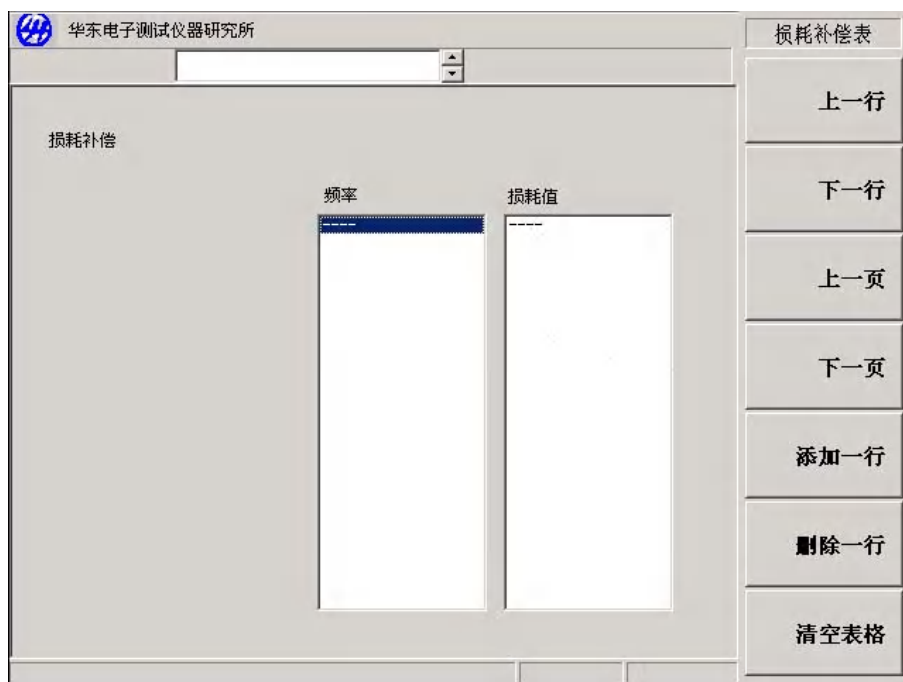 华东电子测试仪器研究所
损耗补偿表
上一行
损耗补偿
频率
损耗值
下一行
----
----
上一页
下一页
添加一行
删除一行
清空表格